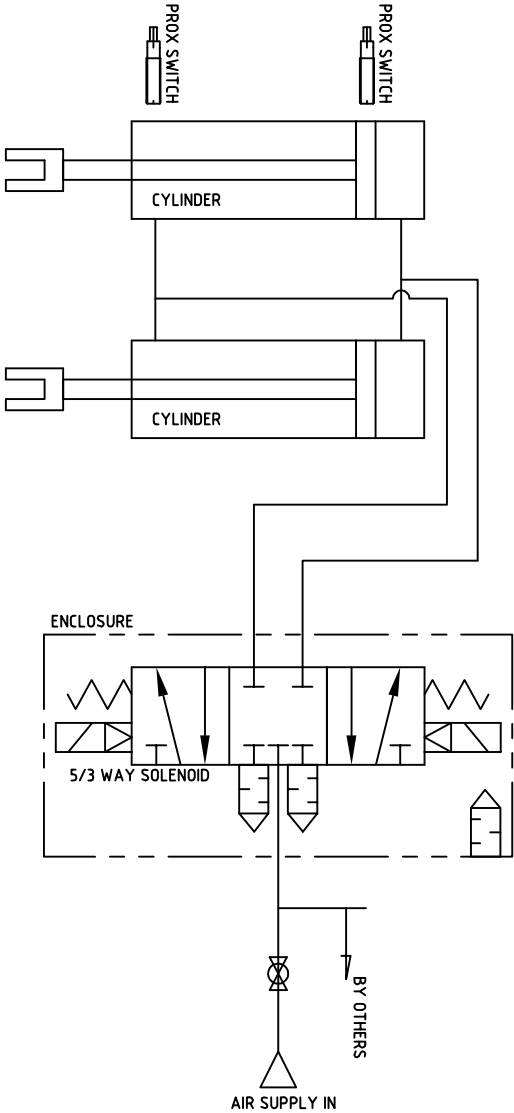 PROX SWITCH
PROX SWITCH
CYLINDER
CYLINDER
ENCLOSURE
5/3 WAY SOLENOID
BY OTHERS
AIR SUPPLY IN